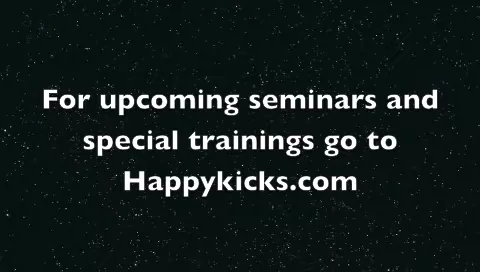 For upcoming seminars and
special trainings go to
Happykicks.com